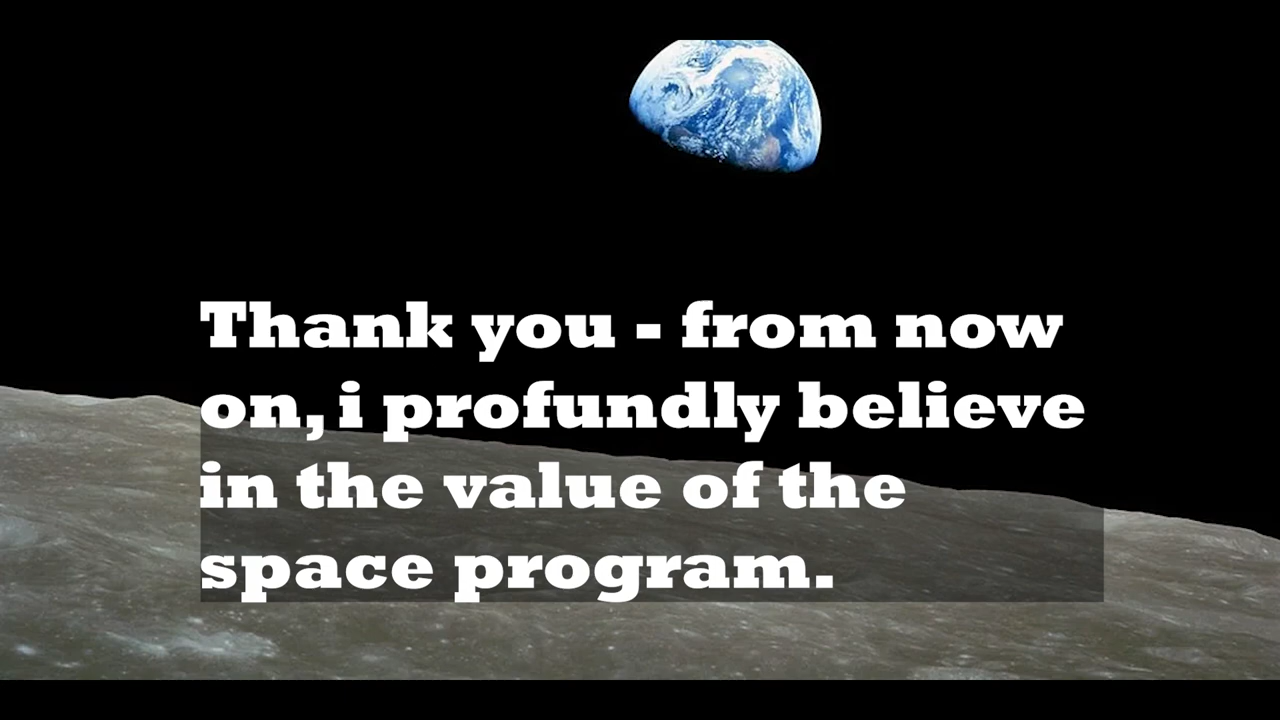 Thank you - from now
on, i profundly believe
in the value of the
space program.